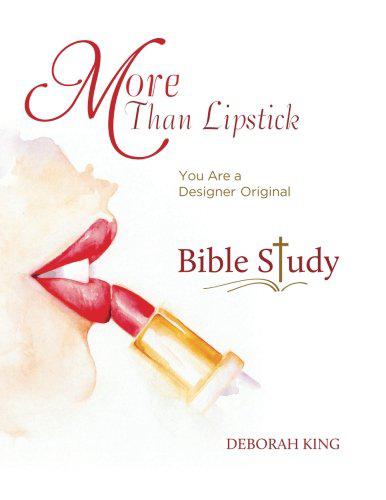 More
Than Lipstick
You Are a
Designer Original
Bible Study
DEBORAH KING